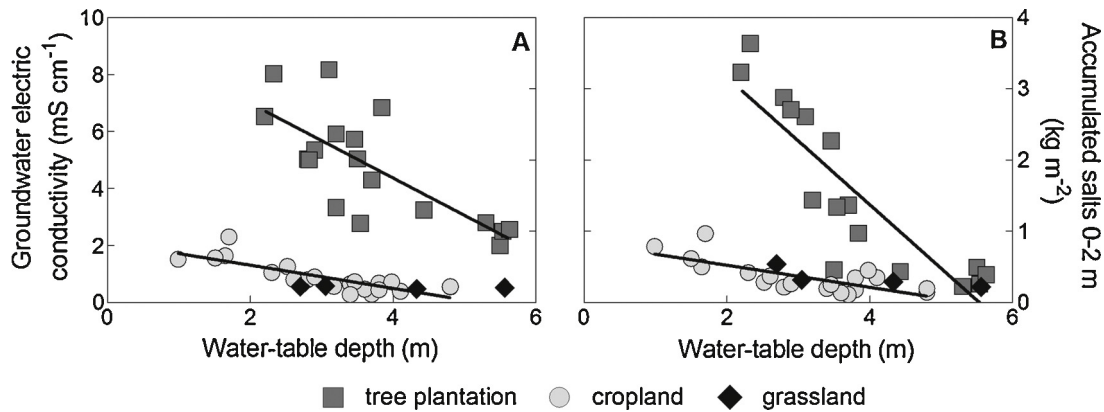 Groundwater electric
conductivity (mS cm-1)
10
8
6
4
2
0
A
0 2 4 6
Water-table depth (m)
B
4
3
2
1
0
0 2 4 6
Water-table depth (m)
Accumulated salts 0-2 m
(kg m-2)
tree plantation cropland grassland